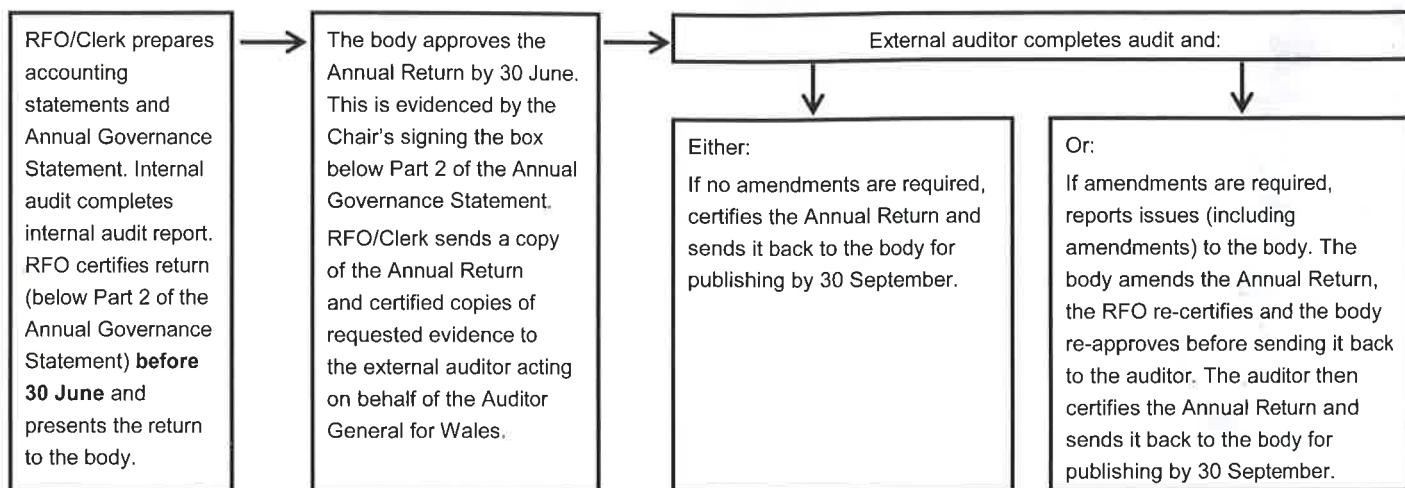 RFO/Clerk prepares
accounting
statements and
Annual Governance
Statement. Internal
audit completes
internal audit report.
RFO certifies return
(below Part 2 of the
Annual Governance
Statement) before
30 June and
presents the return
to the body.
The body approves the
Annual Return by 30 June.
This is evidenced by the
Chair's signing the box
below Part 2 of the Annual
Governance Statement.
RFO/Clerk sends a copy
of the Annual Return
and certified copies of
requested evidence to
the external auditor acting
on behalf of the Auditor
General for Wales.
External auditor completes audit and:
Either:
If no amendments are required,
certifies the Annual Return and
sends it back to the body for
publishing by 30 September.
Or:
If amendments are required,
reports issues (including
amendments) to the body. The
body amends the Annual Return,
the RFO re-certifies and the body
re-approves before sending it back
to the auditor. The auditor then
certifies the Annual Return and
sends it back to the body for
publishing by 30 September.